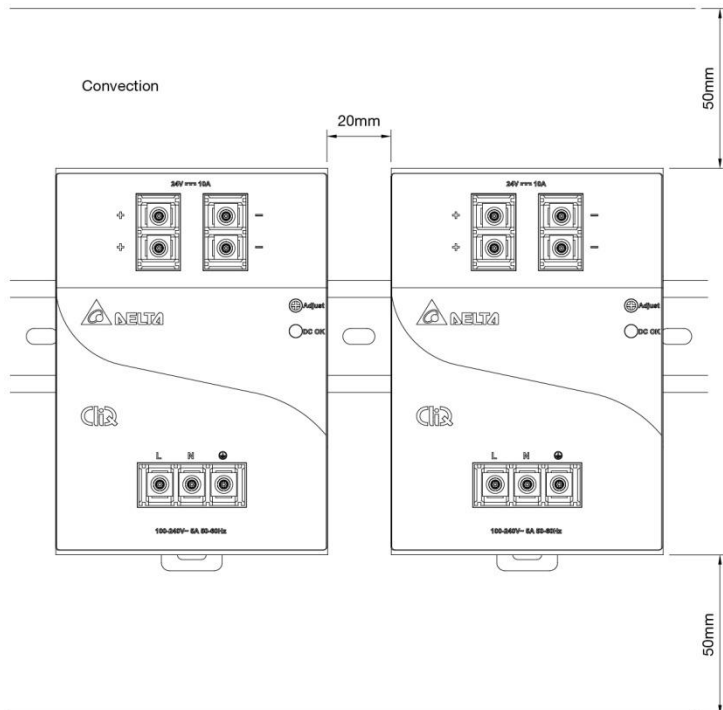 50mm
Convection
20mm
24V 10A
24V 10A
+ −
+ −
+ −
+ −
Adjust
Adjust
DELTA
DELTA
DC OK
DC OK
CliQ
CliQ
L N
L N
100-240V~ 5A 50-60Hz
100-240V~ 5A 50-60Hz
50mm